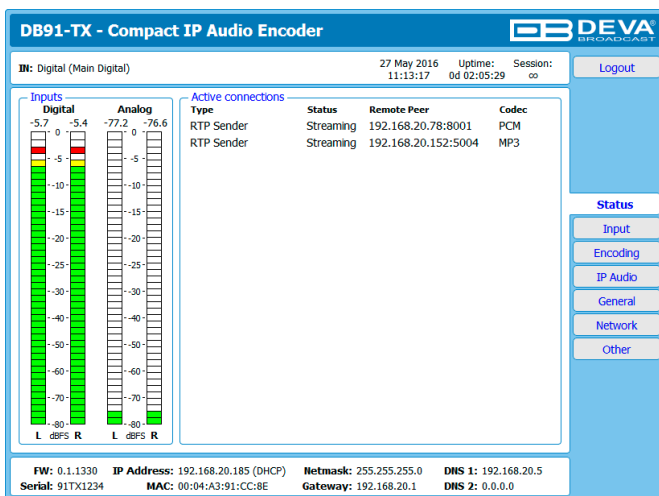 DB91-TX - Compact IP Audio Encoder
DB DEVA
BROADCAST
IN: Digital (Main Digital)
27 May 2016 Uptime: Session:
11:13:17 0d 02:05:29 ∞
Logout
Inputs
Digital Analog
-5.7 -5.4 -77.2 -76.6
- 0 - - 0 -
- -5 - - -5 -
- -10 - - -10 -
- -15 - - -15 -
- -20 - - -20 -
- -25 - - -25 -
- -30 - - -30 -
- -40 - - -40 -
- -50 - - -50 -
- -60 - - -60 -
- -70 - - -70 -
- -80 - - -80 -
L dBFS R L dBFS R
Active connections
Type Status Remote Peer Codec
RTP Sender Streaming 192.168.20.78:8001 PCM
RTP Sender Streaming 192.168.20.152:5004 MP3
Status
Input
Encoding
IP Audio
General
Network
Other
FW: 0.1.1330 IP Address: 192.168.20.185 (DHCP) Netmask: 255.255.255.0 DNS 1: 192.168.20.5
Serial: 91TX1234 MAC: 00:04:A3:91:CC:8E Gateway: 192.168.20.1 DNS 2: 0.0.0.0